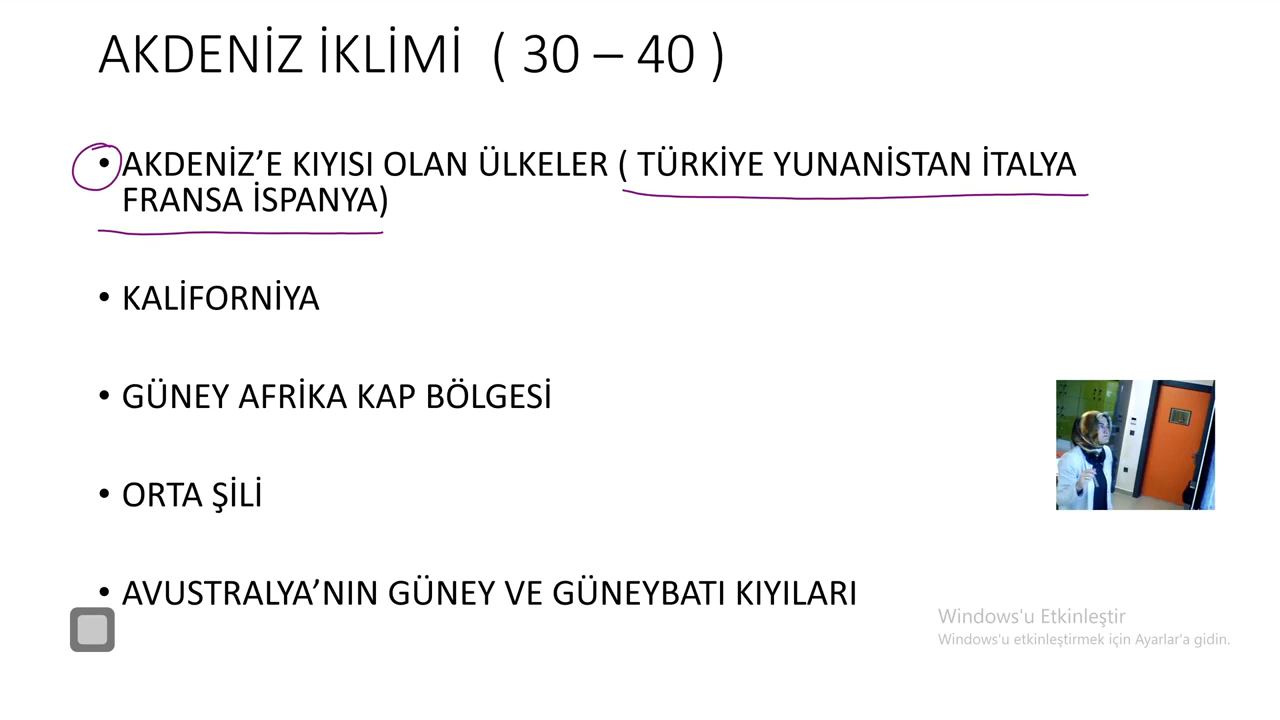 AKDENİZ İKLİMİ ( 30 – 40 )
• AKDENİZ’E KIYISI OLAN ÜLKELER ( TÜRKİYE YUNANİSTAN İTALYA
FRANSA İSPANYA)
• KALİFORNİYA
• GÜNEY AFRİKA KAP BÖLGESİ
• ORTA ŞİLİ
• AVUSTRALYA’NIN GÜNEY VE GÜNEYBATI KIYILARI
Windows'u Etkinleştir
Windows'u etkinleştirmek için Ayarlar'a gidin.